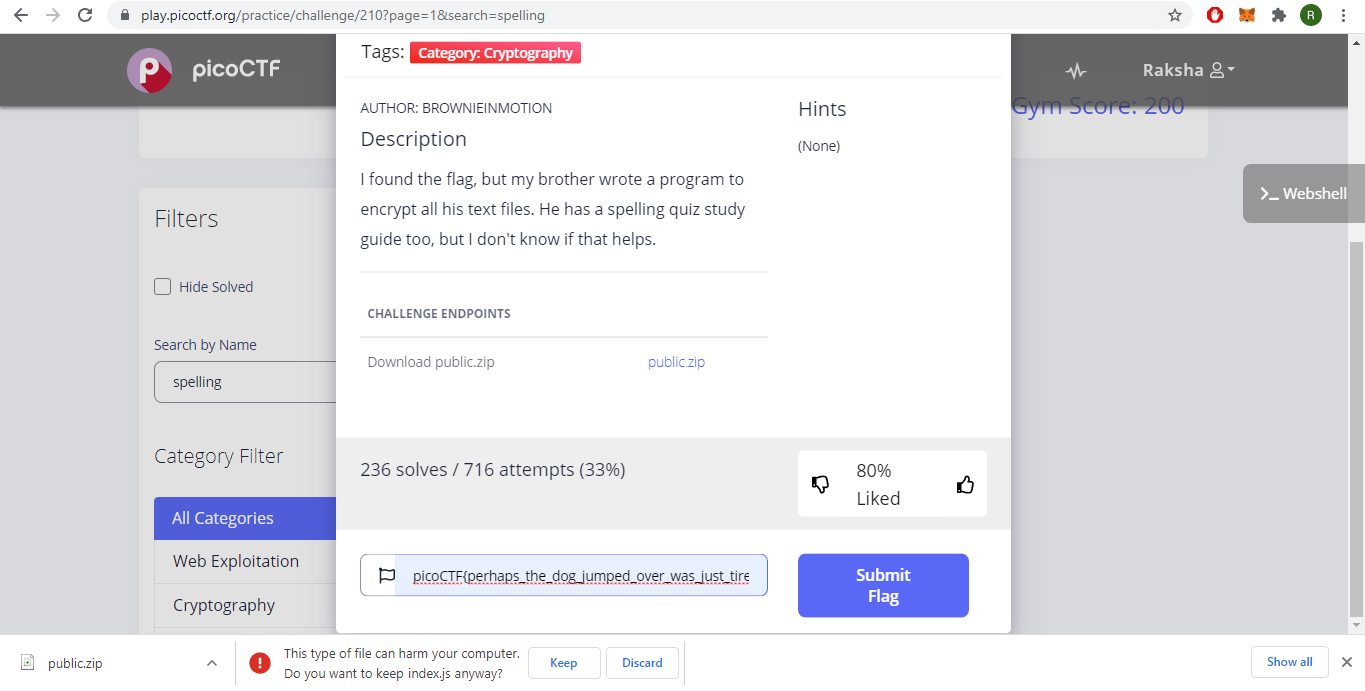 play.picoctf.org/practice/challenge/210?page=1&search=spelling
R
Tags: Category: Cryptography
picoCTF
Raksha
Gym Score: 200
AUTHOR: BROWNIEINMOTION
Description
I found the flag, but my brother wrote a program to
encrypt all his text files. He has a spelling quiz study
guide too, but I don't know if that helps.
Hints
(None)
>_ Webshell
Filters
Hide Solved
Search by Name
spelling
Category Filter
All Categories
Web Exploitation
Cryptography
CHALLENGE ENDPOINTS
Download public.zip public.zip
236 solves / 716 attempts (33%)
80%
Liked
picoCTF{perhaps_the_dog_jumped_over_was_just_tire
Submit
Flag
public.zip
This type of file can harm your computer.
Do you want to keep index.js anyway?
Keep
Discard
Show all